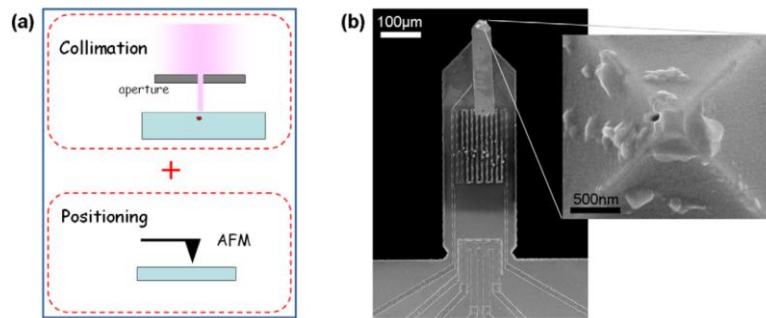 (a)
Collimation
aperture
+
Positioning
AFM
(b)
100μm
500nm